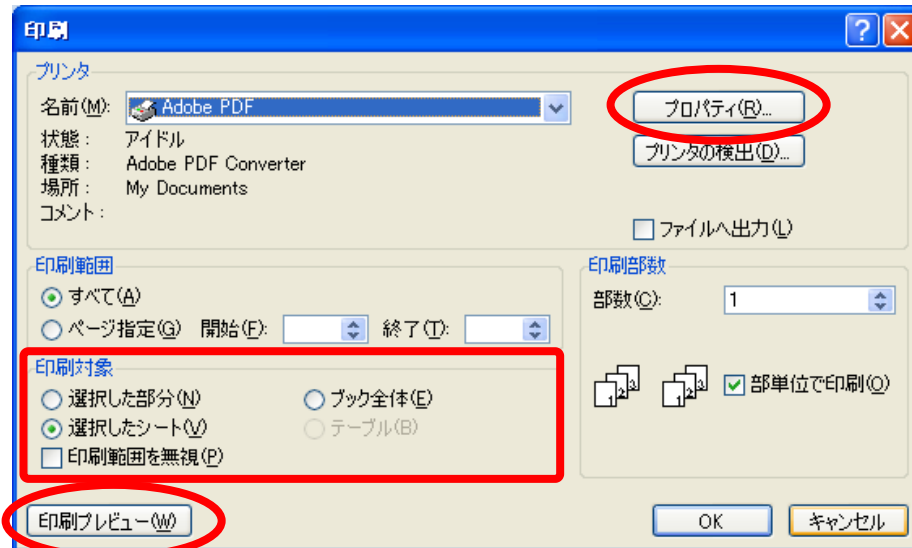 印刷
プリンタ
名前(M): Adobe PDF
プロパティ(R)...
状態： アイドル
プリンタの検出(D)...
種類： Adobe PDF Converter
場所： My Documents
コメント：
ファイルへ出力(L)
印刷範囲
すべて(A)
ページ指定(G) 開始(F): 終了(T):
印刷部数
部数(C): 1
1 2 3 1 2 3
部単位で印刷(O)
印刷対象
選択した部分(N) ブック全体(E)
選択したシート(V) テーブル(B)
印刷範囲を無視(P)
印刷プレビュー(W) OK キャンセル